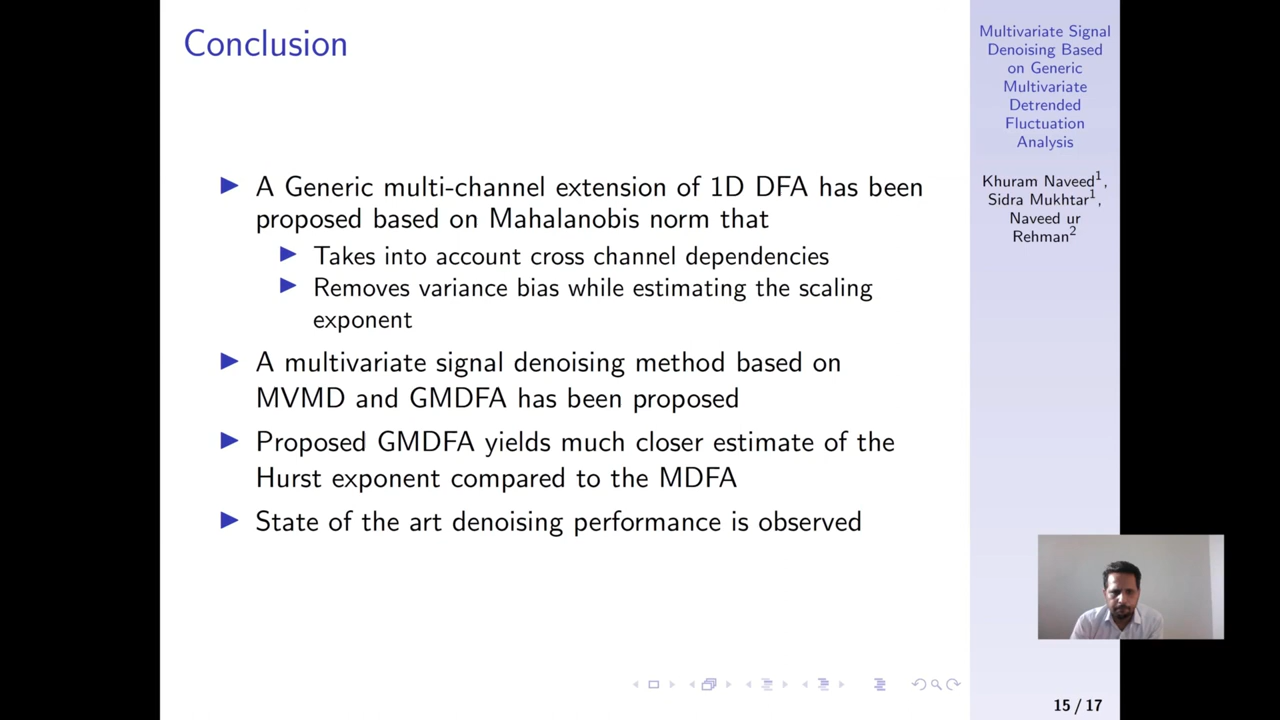 Conclusion
▶ A Generic multi-channel extension of 1D DFA has been
proposed based on Mahalanobis norm that
▶ Takes into account cross channel dependencies
▶ Removes variance bias while estimating the scaling
exponent
▶ A multivariate signal denoising method based on
MVMD and GMDFA has been proposed
▶ Proposed GMDFA yields much closer estimate of the
Hurst exponent compared to the MDFA
▶ State of the art denoising performance is observed
Multivariate Signal
Denoising Based
on Generic
Multivariate
Detrended
Fluctuation
Analysis
Khuram Naveed¹,
Sidra Mukhtar¹,
Naveed ur
Rehman²
15 / 17